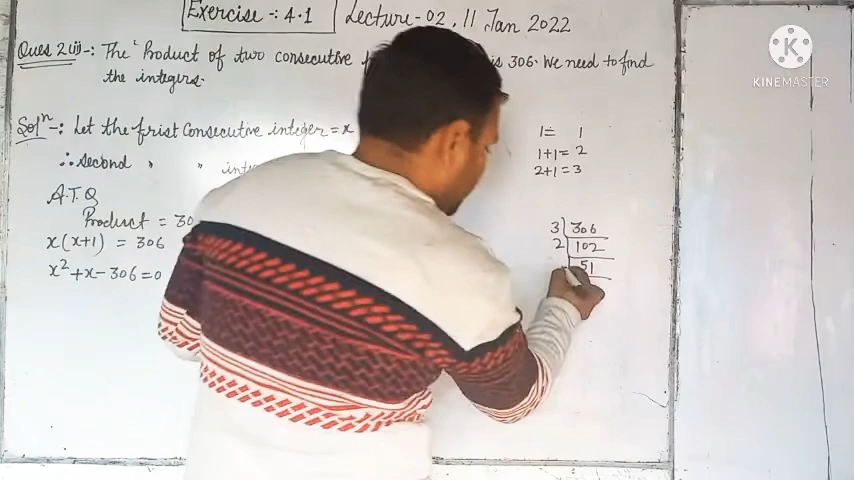 Exercise -: 4.1 Lecture-02, 11 Jan 2022
Ques 2(ii)-: The Product of two consecutive is 306. We need to find
the integers.
Soln-: Let the frist Consecutive integer = x
∴ second " "
A.T.Q
Product = 30
x(x+1) = 306
x²+x-306=0
1= 1
1+1= 2
2+1=3
3 306
2 102
51
K
KINEMASTER